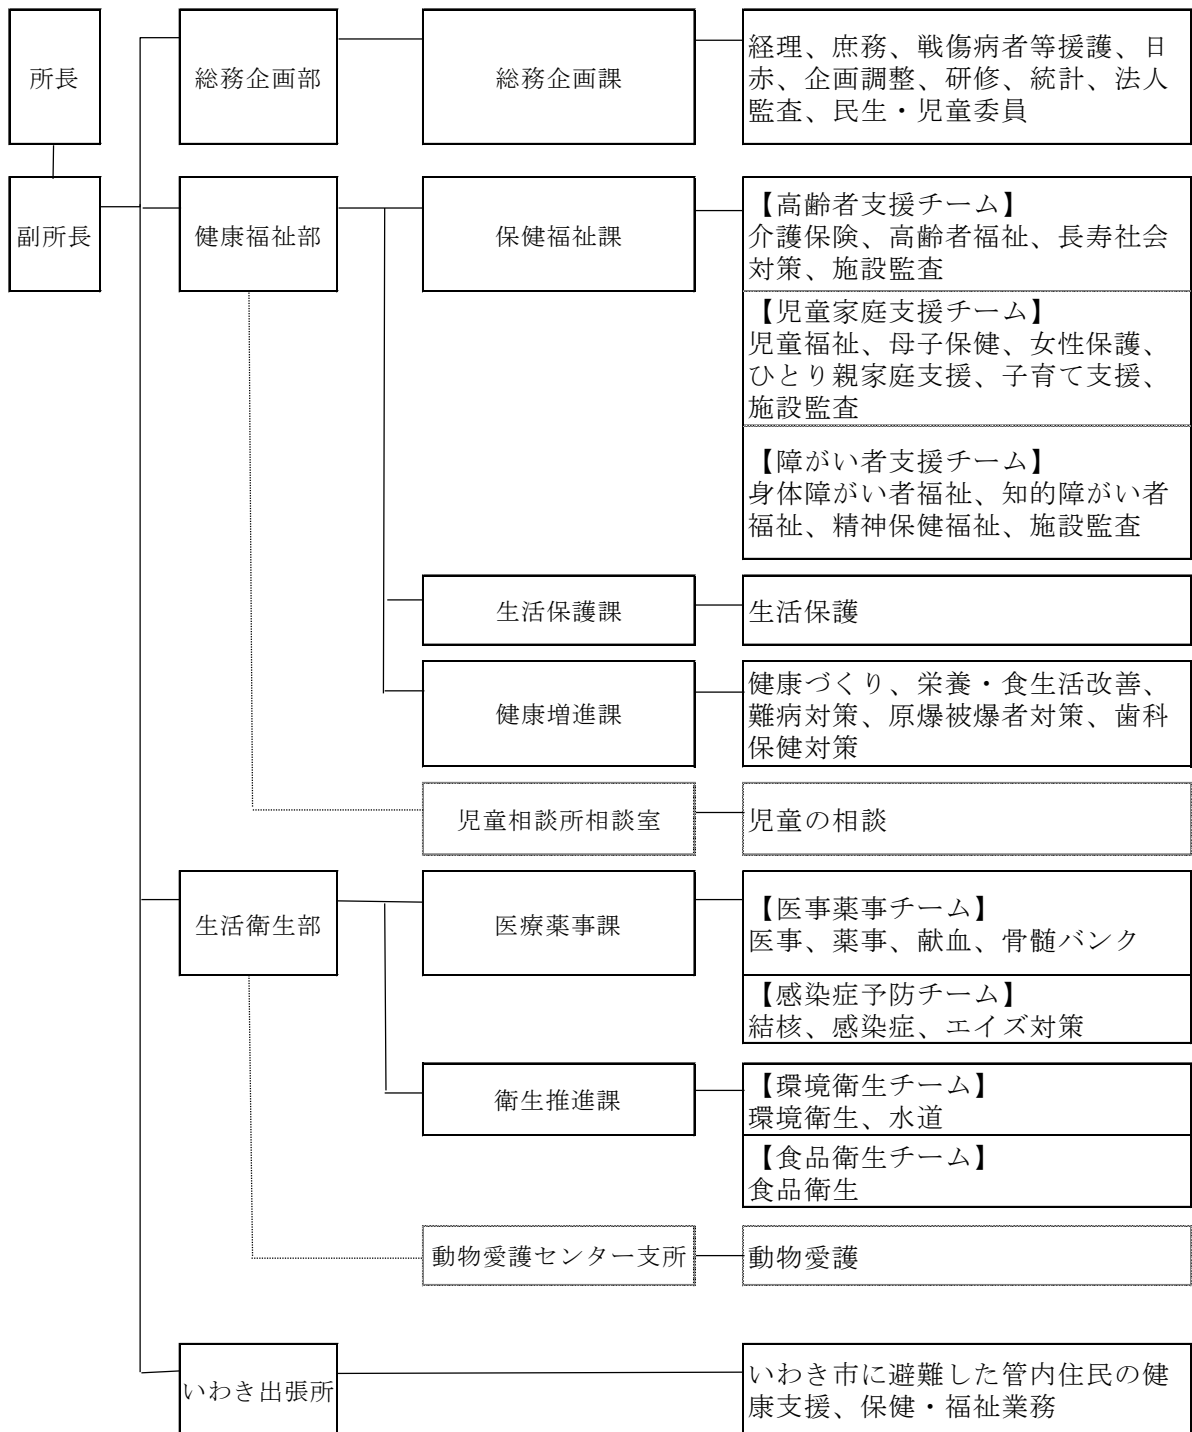 所長
総務企画部
総務企画課
経理、庶務、戦傷病者等援護、日
赤、企画調整、研修、統計、法人
監査、民生・児童委員
副所長
健康福祉部
保健福祉課
【高齢者支援チーム】
介護保険、高齢者福祉、長寿社会
対策、施設監査
【児童家庭支援チーム】
児童福祉、母子保健、女性保護、
ひとり親家庭支援、子育て支援、
施設監査
【障がい者支援チーム】
身体障がい者福祉、知的障がい者
福祉、精神保健福祉、施設監査
生活保護課
生活保護
健康増進課
健康づくり、栄養・食生活改善、
難病対策、原爆被爆者対策、歯科
保健対策
児童相談所相談室
児童の相談
生活衛生部
医療薬事課
【医事薬事チーム】
医事、薬事、献血、骨髄バンク
【感染症予防チーム】
結核、感染症、エイズ対策
衛生推進課
【環境衛生チーム】
環境衛生、水道
【食品衛生チーム】
食品衛生
動物愛護センター支所
動物愛護
いわき出張所
いわき市に避難した管内住民の健
康支援、保健・福祉業務